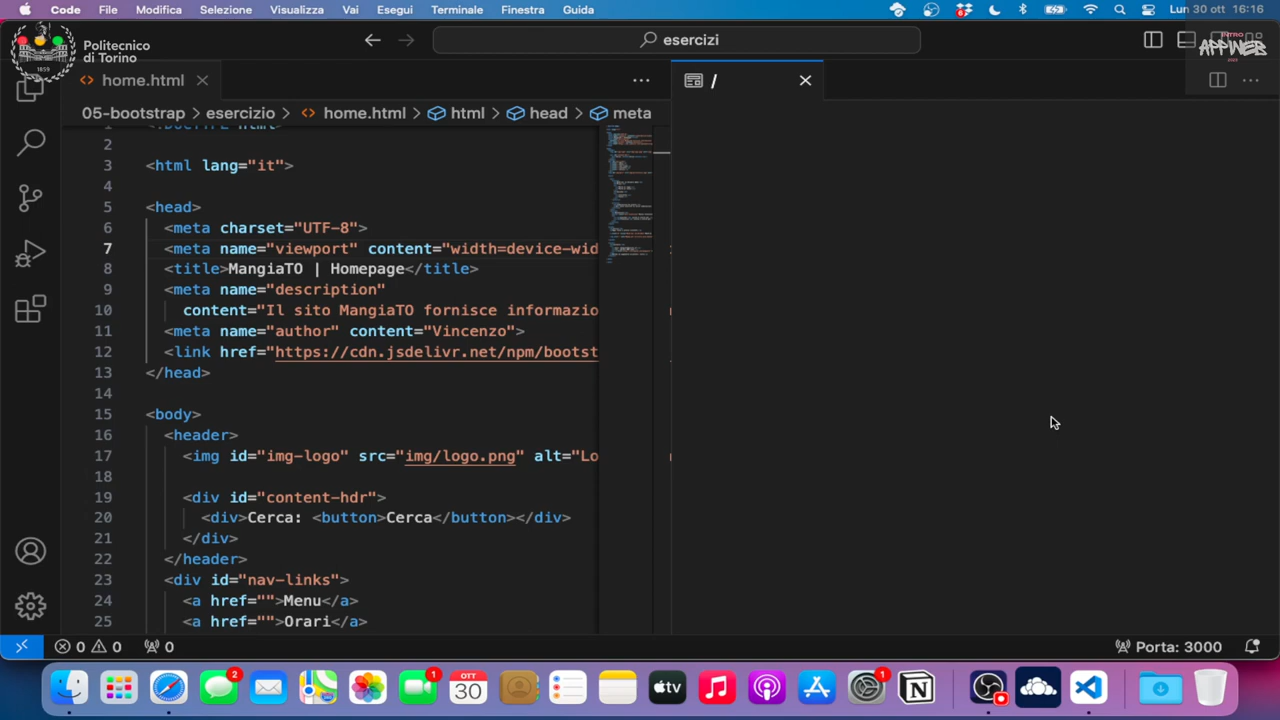 Code File Modifica Selezione Visualizza Vai Esegui Terminale Finestra Guida Lun 30 ott 16:16
Politecnico
di Torino
1859
esercizi
APPINEB
home.html
/
05-bootstrap > esercizio > home.html > html > head > meta
2
3 <html lang="it">
4
5 <head>
6 <meta charset="UTF-8">
7 <meta name="viewport" content="width=device-wid
8 <title>MangiaTO | Homepage</title>
9 <meta name="description"
10 content="Il sito MangiaTO fornisce informazio
11 <meta name="author" content="Vincenzo">
12 <link href="https://cdn.jsdelivr.net/npm/bootst
13 </head>
14
15 <body>
16 <header>
17 <img id="img-logo" src="img/logo.png" alt="Lo
18
19 <div id="content-hdr">
20 <div>Cerca: <button>Cerca</button></div>
21 </div>
22 </header>
23 <div id="nav-links">
24 <a href="">Menu</a>
25 <a href="">Orari</a>
0 0 0 Porta: 3000
2 1 OTT 30 tv 1